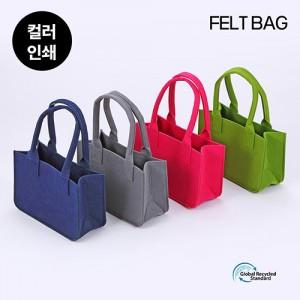 컬러
인쇄
FELT BAG
Global Recycled
Standard